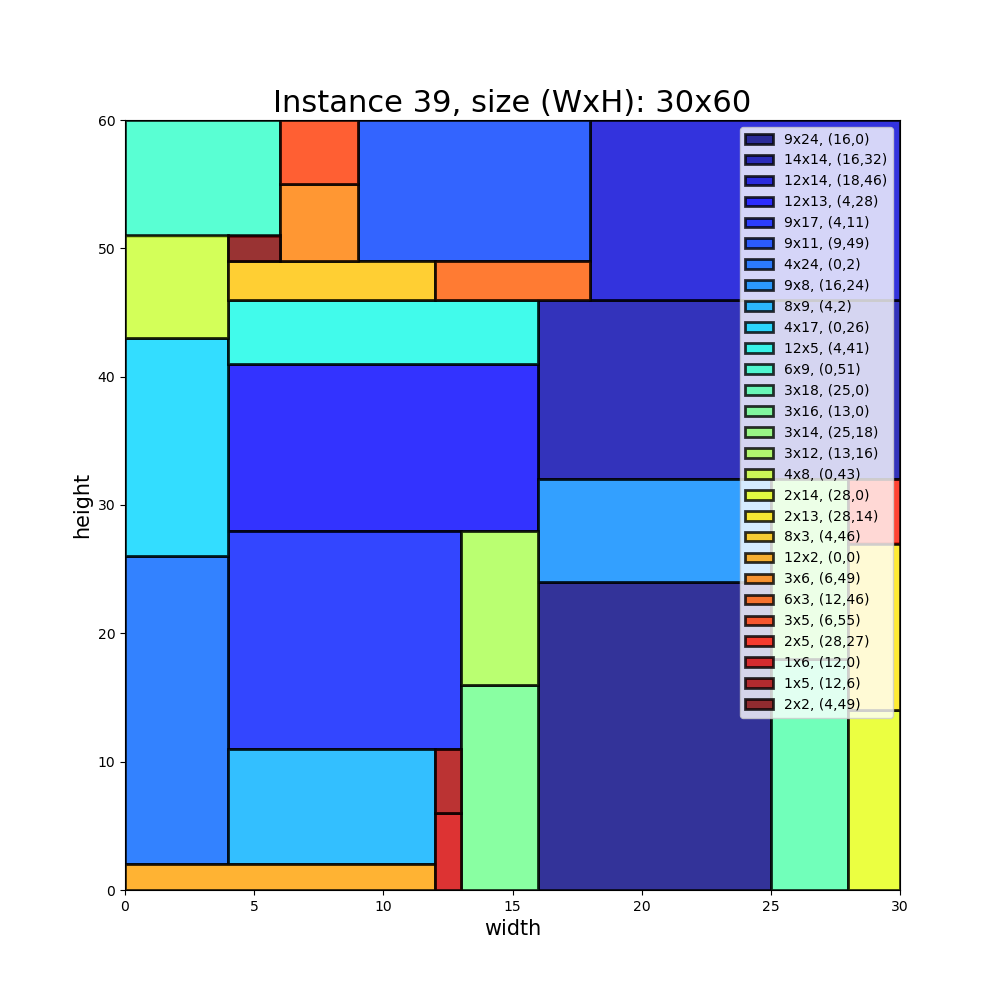 Instance 39, size (WxH): 30x60
60
50
40
30
20
10
0
height
0 5 10 15 20 25 30
width
9x24, (16,0)
14x14, (16,32)
12x14, (18,46)
12x13, (4,28)
9x17, (4,11)
9x11, (9,49)
4x24, (0,2)
9x8, (16,24)
8x9, (4,2)
4x17, (0,26)
12x5, (4,41)
6x9, (0,51)
3x18, (25,0)
3x16, (13,0)
3x14, (25,18)
3x12, (13,16)
4x8, (0,43)
2x14, (28,0)
2x13, (28,14)
8x3, (4,46)
12x2, (0,0)
3x6, (6,49)
6x3, (12,46)
3x5, (6,55)
2x5, (28,27)
1x6, (12,0)
1x5, (12,6)
2x2, (4,49)